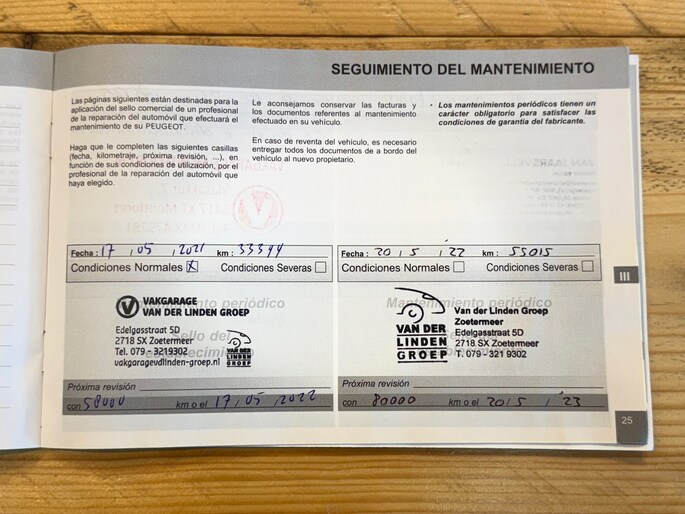 SEGUIMIENTO DEL MANTENIMIENTO
Las páginas siguientes están destinadas para la
aplicación del sello comercial de un profesional
de la reparación del automóvil que efectuará el
mantenimiento de su PEUGEOT.
Haga que le completen las siguientes casillas
(fecha, kilometraje, próxima revisión, ...), en
función de sus condiciones de utilización, por el
profesional de la reparación del automóvil que
haya elegido.
Le aconsejamos conservar las facturas y
los documentos referentes al mantenimiento
efectuado en su vehículo.
En caso de reventa del vehículo, es necesario
entregar todos los documentos de a bordo del
vehículo al nuevo propietario.
• Los mantenimientos periódicos tienen un
carácter obligatorio para satisfacer las
condiciones de garantía del fabricante.
Fecha : 17 / 05 / 2021 km : 33344
Condiciones Normales X Condiciones Severas
Mantenimiento periódico
VAKGARAGE
VAN DER LINDEN GROEP
Edelgasstraat 5D
2718 SX Zoetermeer
Tel. 079 - 3219302
vakgaragevdlinden-groep.nl
VAN DER
LINDEN
GROEP
Sello del
Próxima revisión
con 58000 km o el 17 / 05 / 2022
Fecha : 20 / 5 / 22 km : 55015
Condiciones Normales Condiciones Severas
Mantenimiento periódico
VAN DER
LINDEN
GROEP
Van der Linden Groep
Zoetermeer
Edelgasstraat 5D
2718 SX Zoetermeer
T. 079 - 321 9302
Próxima revisión
con 80000 km o el 20 / 5 / '23
III
25